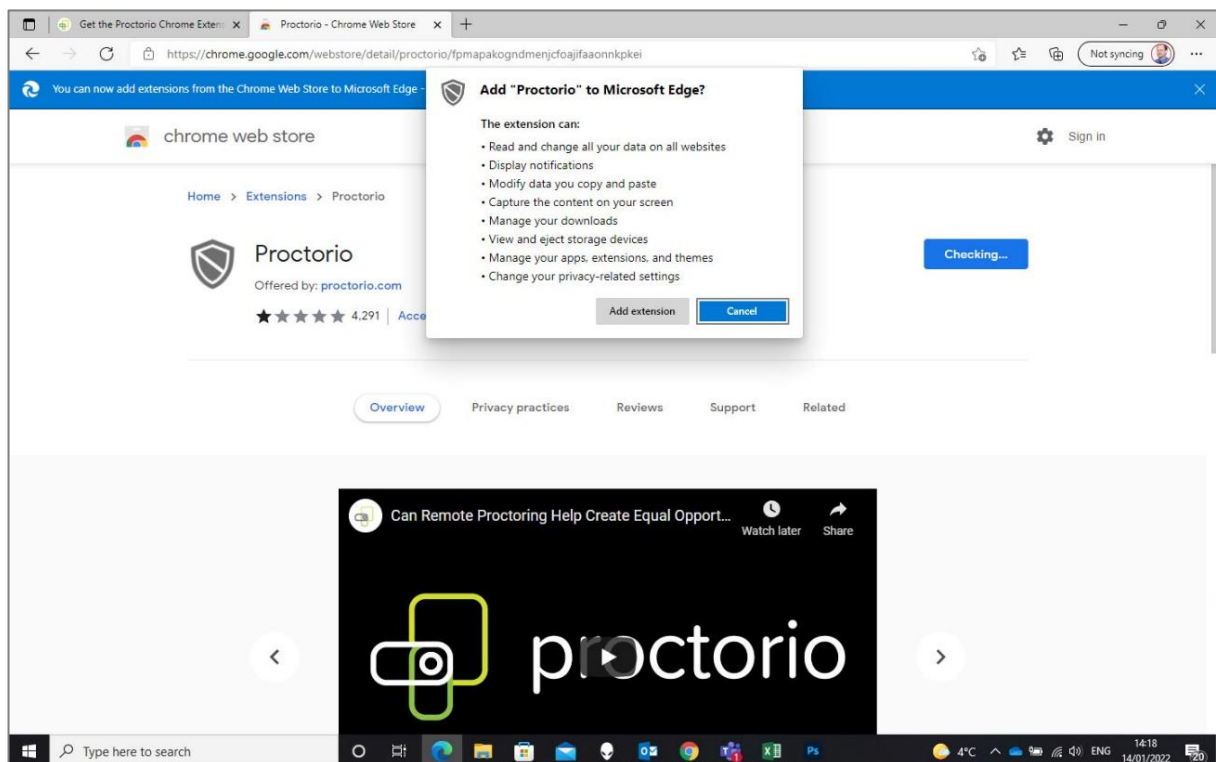 Get the Proctorio Chrome Exten
Proctorio - Chrome Web Store
https://chrome.google.com/webstore/detail/proctorio/fpmapakogndmenjcfoajifaaonnkpkei
Not syncing
You can now add extensions from the Chrome Web Store to Microsoft Edge -
Add "Proctorio" to Microsoft Edge?
The extension can:
• Read and change all your data on all websites
• Display notifications
• Modify data you copy and paste
• Capture the content on your screen
• Manage your downloads
• View and eject storage devices
• Manage your apps, extensions, and themes
• Change your privacy-related settings
Add extension Cancel
chrome web store
Sign in
Home > Extensions > Proctorio
Proctorio
Offered by: proctorio.com
4,291 | Acce
Checking...
Overview Privacy practices Reviews Support Related
Can Remote Proctoring Help Create Equal Opport...
Watch later Share
proctorio
Type here to search
Ps
4°C ENG 14:18
14/01/2022
20